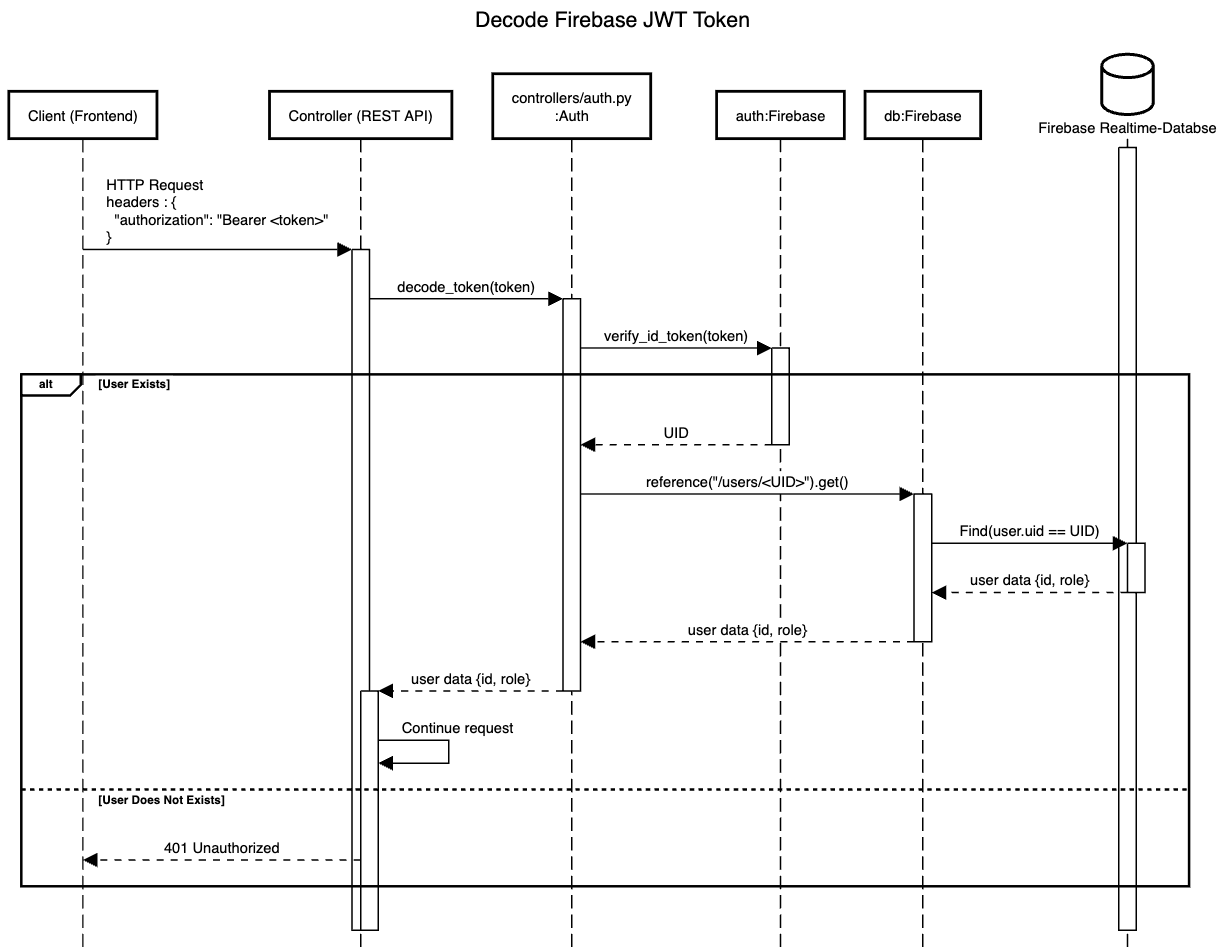 Decode Firebase JWT Token
Client (Frontend)
Controller (REST API)
controllers/auth.py
:Auth
auth:Firebase
db:Firebase
Firebase Realtime-Databse
HTTP Request
headers : {
"authorization": "Bearer <token>"
}
decode_token(token)
verify_id_token(token)
alt
[User Exists]
UID
reference("/users/<UID>").get()
Find(user.uid == UID)
user data {id, role}
user data {id, role}
user data {id, role}
Continue request
[User Does Not Exists]
401 Unauthorized